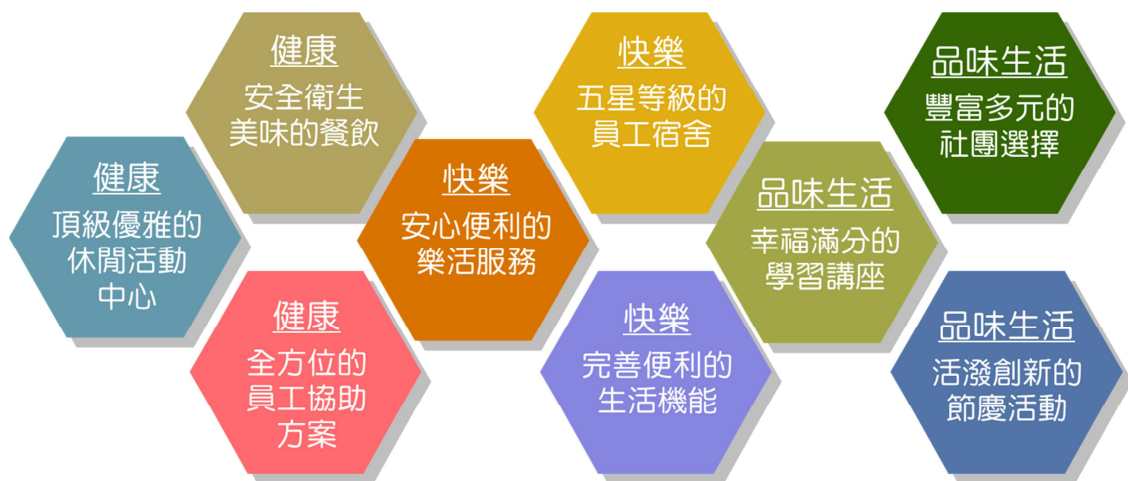 健康
安全衛生
美味的餐飲
快樂
五星等級的
員工宿舍
品味生活
豐富多元的
社團選擇
健康
頂級優雅的
休閒活動
中心
快樂
安心便利的
樂活服務
品味生活
幸福滿分的
學習講座
健康
全方位的
員工協助
方案
快樂
完善便利的
生活機能
品味生活
活潑創新的
節慶活動